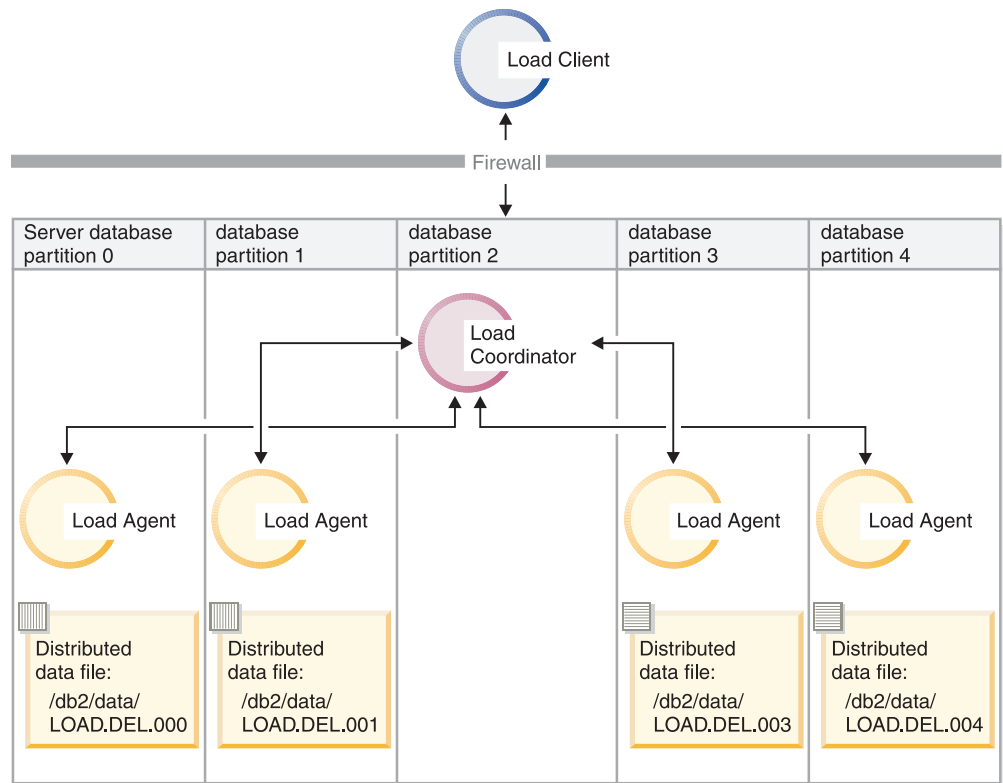 Load Client
Firewall
Server database
partition 0
database
partition 1
database
partition 2
database
partition 3
database
partition 4
Load
Coordinator
Load Agent
Load Agent
Load Agent
Load Agent
Distributed
data file:
/db2/data/
LOAD.DEL.000
Distributed
data file:
/db2/data/
LOAD.DEL.001
Distributed
data file:
/db2/data/
LOAD.DEL.003
Distributed
data file:
/db2/data/
LOAD.DEL.004